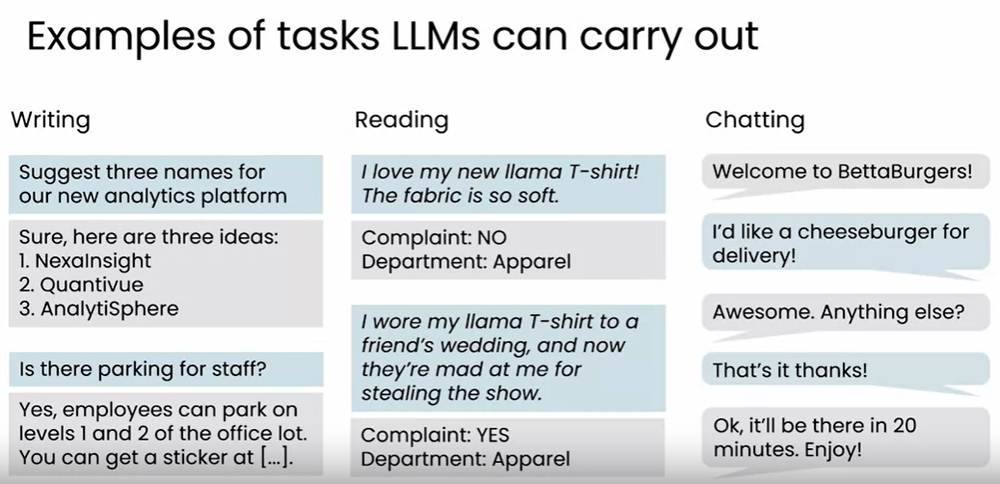 Examples of tasks LLMs can carry out
Writing
Suggest three names for
our new analytics platform
Sure, here are three ideas:
1. NexaInsight
2. Quantivue
3. AnalytiSphere
Is there parking for staff?
Yes, employees can park on
levels 1 and 2 of the office lot.
You can get a sticker at [...].
Reading
I love my new llama T-shirt!
The fabric is so soft.
Complaint: NO
Department: Apparel
I wore my llama T-shirt to a
friend's wedding, and now
they're mad at me for
stealing the show.
Complaint: YES
Department: Apparel
Chatting
Welcome to BettaBurgers!
I'd like a cheeseburger for
delivery!
Awesome. Anything else?
That's it thanks!
Ok, it'll be there in 20
minutes. Enjoy!